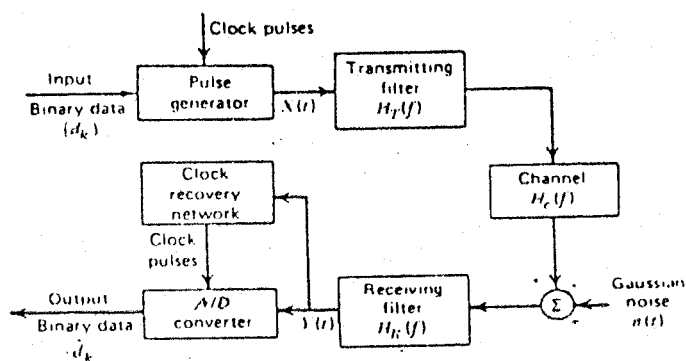 Clock pulses
Input
Binary data
(d_k)
Pulse
generator
X(t)
Transmitting
filter
H_T(f)
Channel
H_c(f)
Clock
recovery
network
Clock
pulses
Output
Binary data
d_k
A/D
converter
Y(t)
Receiving
filter
H_R(f)
Σ
Gaussian
noise
n(t)